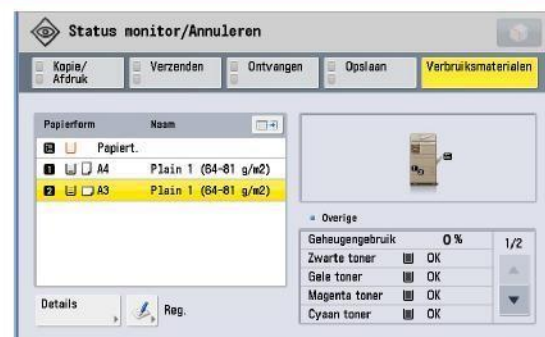 Status monitor/Annuleren
Kopie/
Afdruk
Verzenden
Ontvangen
Opslaan
Verbruiksmaterialen
Papierform Naam
Papiert.
1 A4 Plain 1 (64-81 g/m2)
2 A3 Plain 1 (64-81 g/m2)
Details
Reg.
Overige
Geheugengebruik 0 %
Zwarte toner OK
Gele toner OK
Magenta toner OK
Cyaan toner OK
1/2